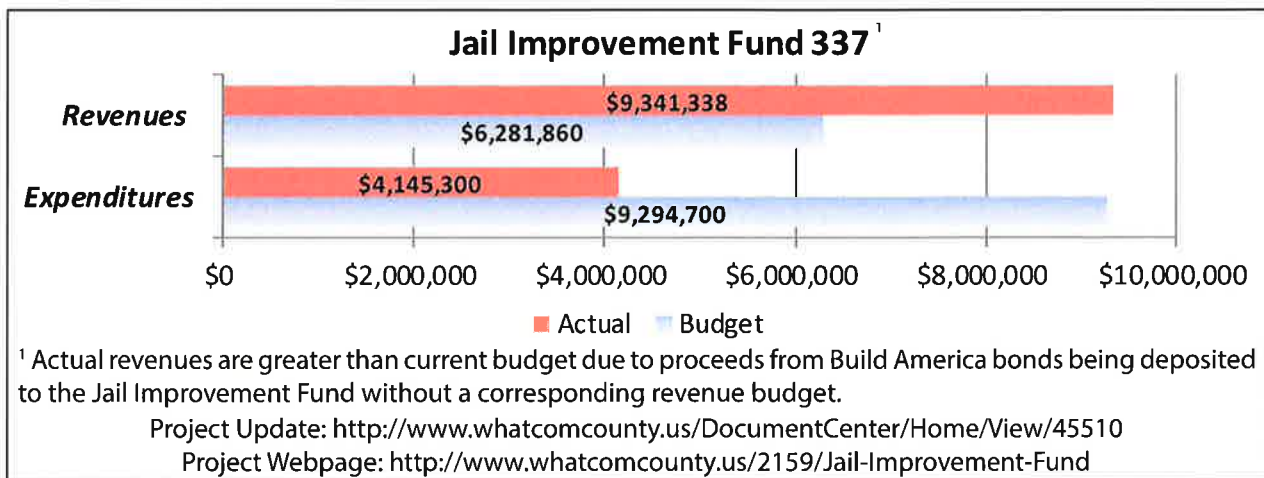 Jail Improvement Fund 337 ¹
Revenues
$9,341,338
$6,281,860
Expenditures
$4,145,300
$9,294,700
$0 $2,000,000 $4,000,000 $6,000,000 $8,000,000 $10,000,000
Actual Budget
¹ Actual revenues are greater than current budget due to proceeds from Build America bonds being deposited
to the Jail Improvement Fund without a corresponding revenue budget.
Project Update: http://www.whatcomcounty.us/DocumentCenter/Home/View/45510
Project Webpage: http://www.whatcomcounty.us/2159/Jail-Improvement-Fund